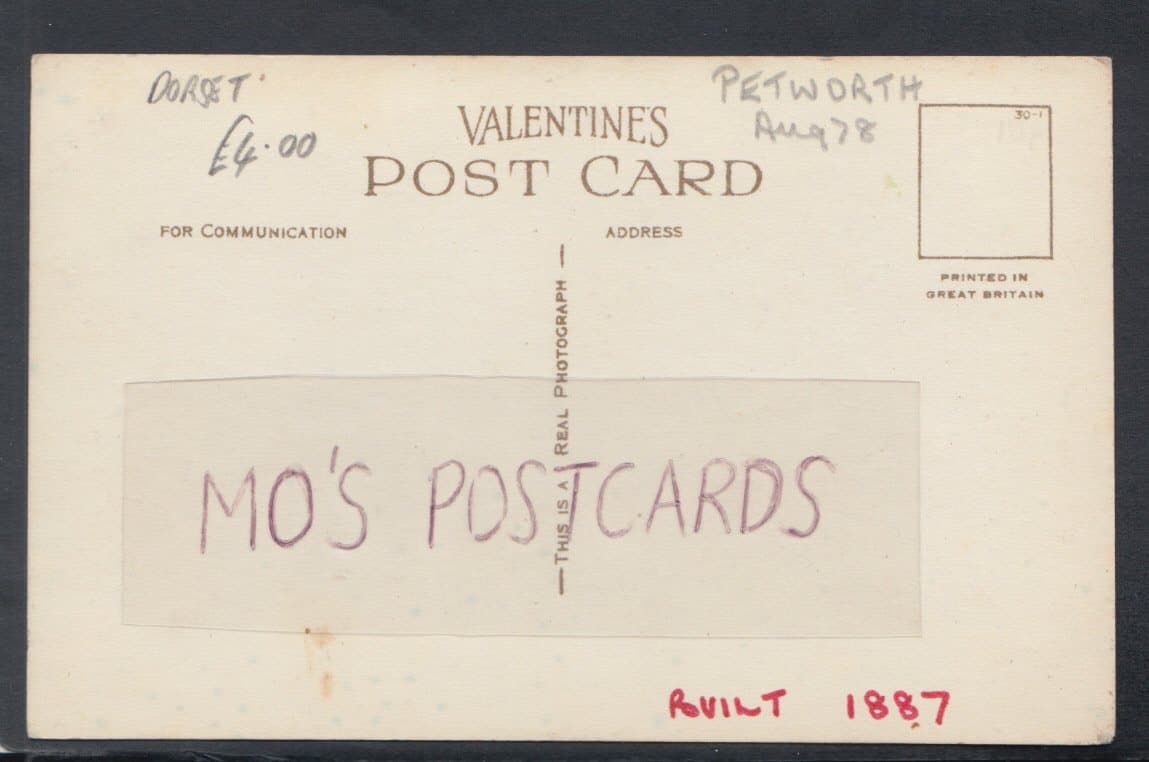 DORSET
£4.00
PETWORTH
Aug 78
VALENTINE'S
POST CARD
FOR COMMUNICATION
ADDRESS
30-1
PRINTED IN
GREAT BRITAIN
—THIS IS A REAL PHOTOGRAPH—
MO'S POSTCARDS
BUILT 1887